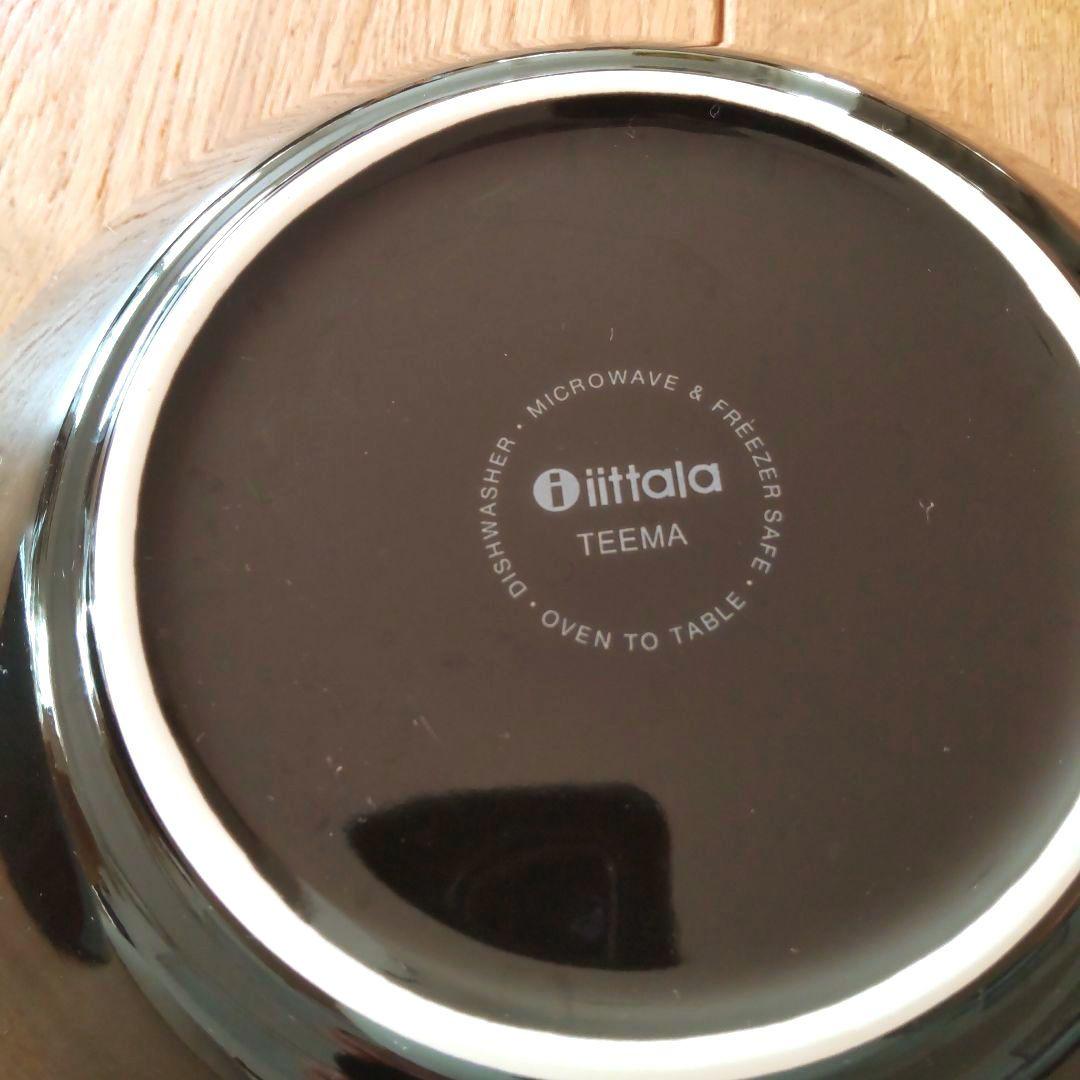 iittala
TEEMA
DISHWASHER · MICROWAVE & FREEZER SAFE · OVEN TO TABLE ·